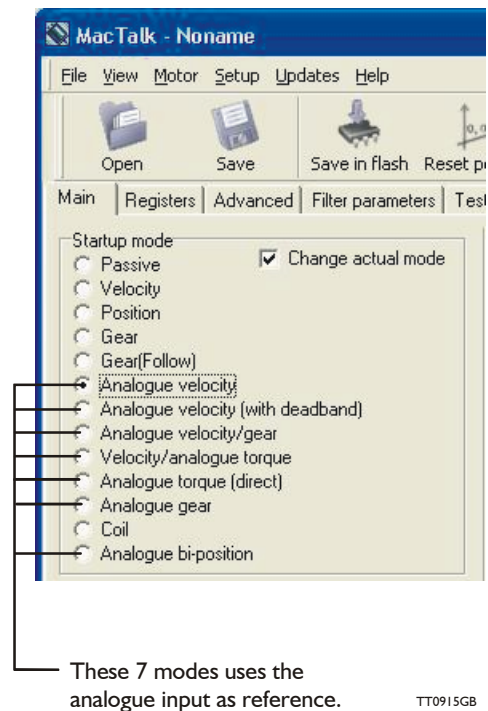 MacTalk - Noname
File View Motor Setup Updates Help
Open Save Save in flash Reset
Main Registers Advanced Filter parameters
Startup mode
Change actual mode
Passive
Velocity
Position
Gear
Gear(Follow)
Analogue velocity
Analogue velocity (with deadband)
Analogue velocity/gear
Velocity/analogue torque
Analogue torque (direct)
Analogue gear
Coil
Analogue bi-position
These 7 modes uses the
analogue input as reference.
TT0915GB